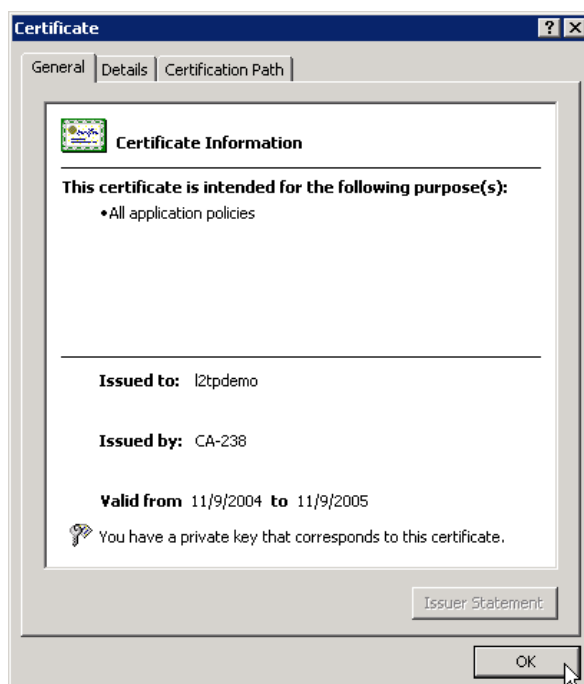 Certificate
General Details Certification Path
Certificate Information
This certificate is intended for the following purpose(s):
•All application policies
Issued to: l2tpdemo
Issued by: CA-238
Valid from 11/9/2004 to 11/9/2005
You have a private key that corresponds to this certificate.
Issuer Statement
OK